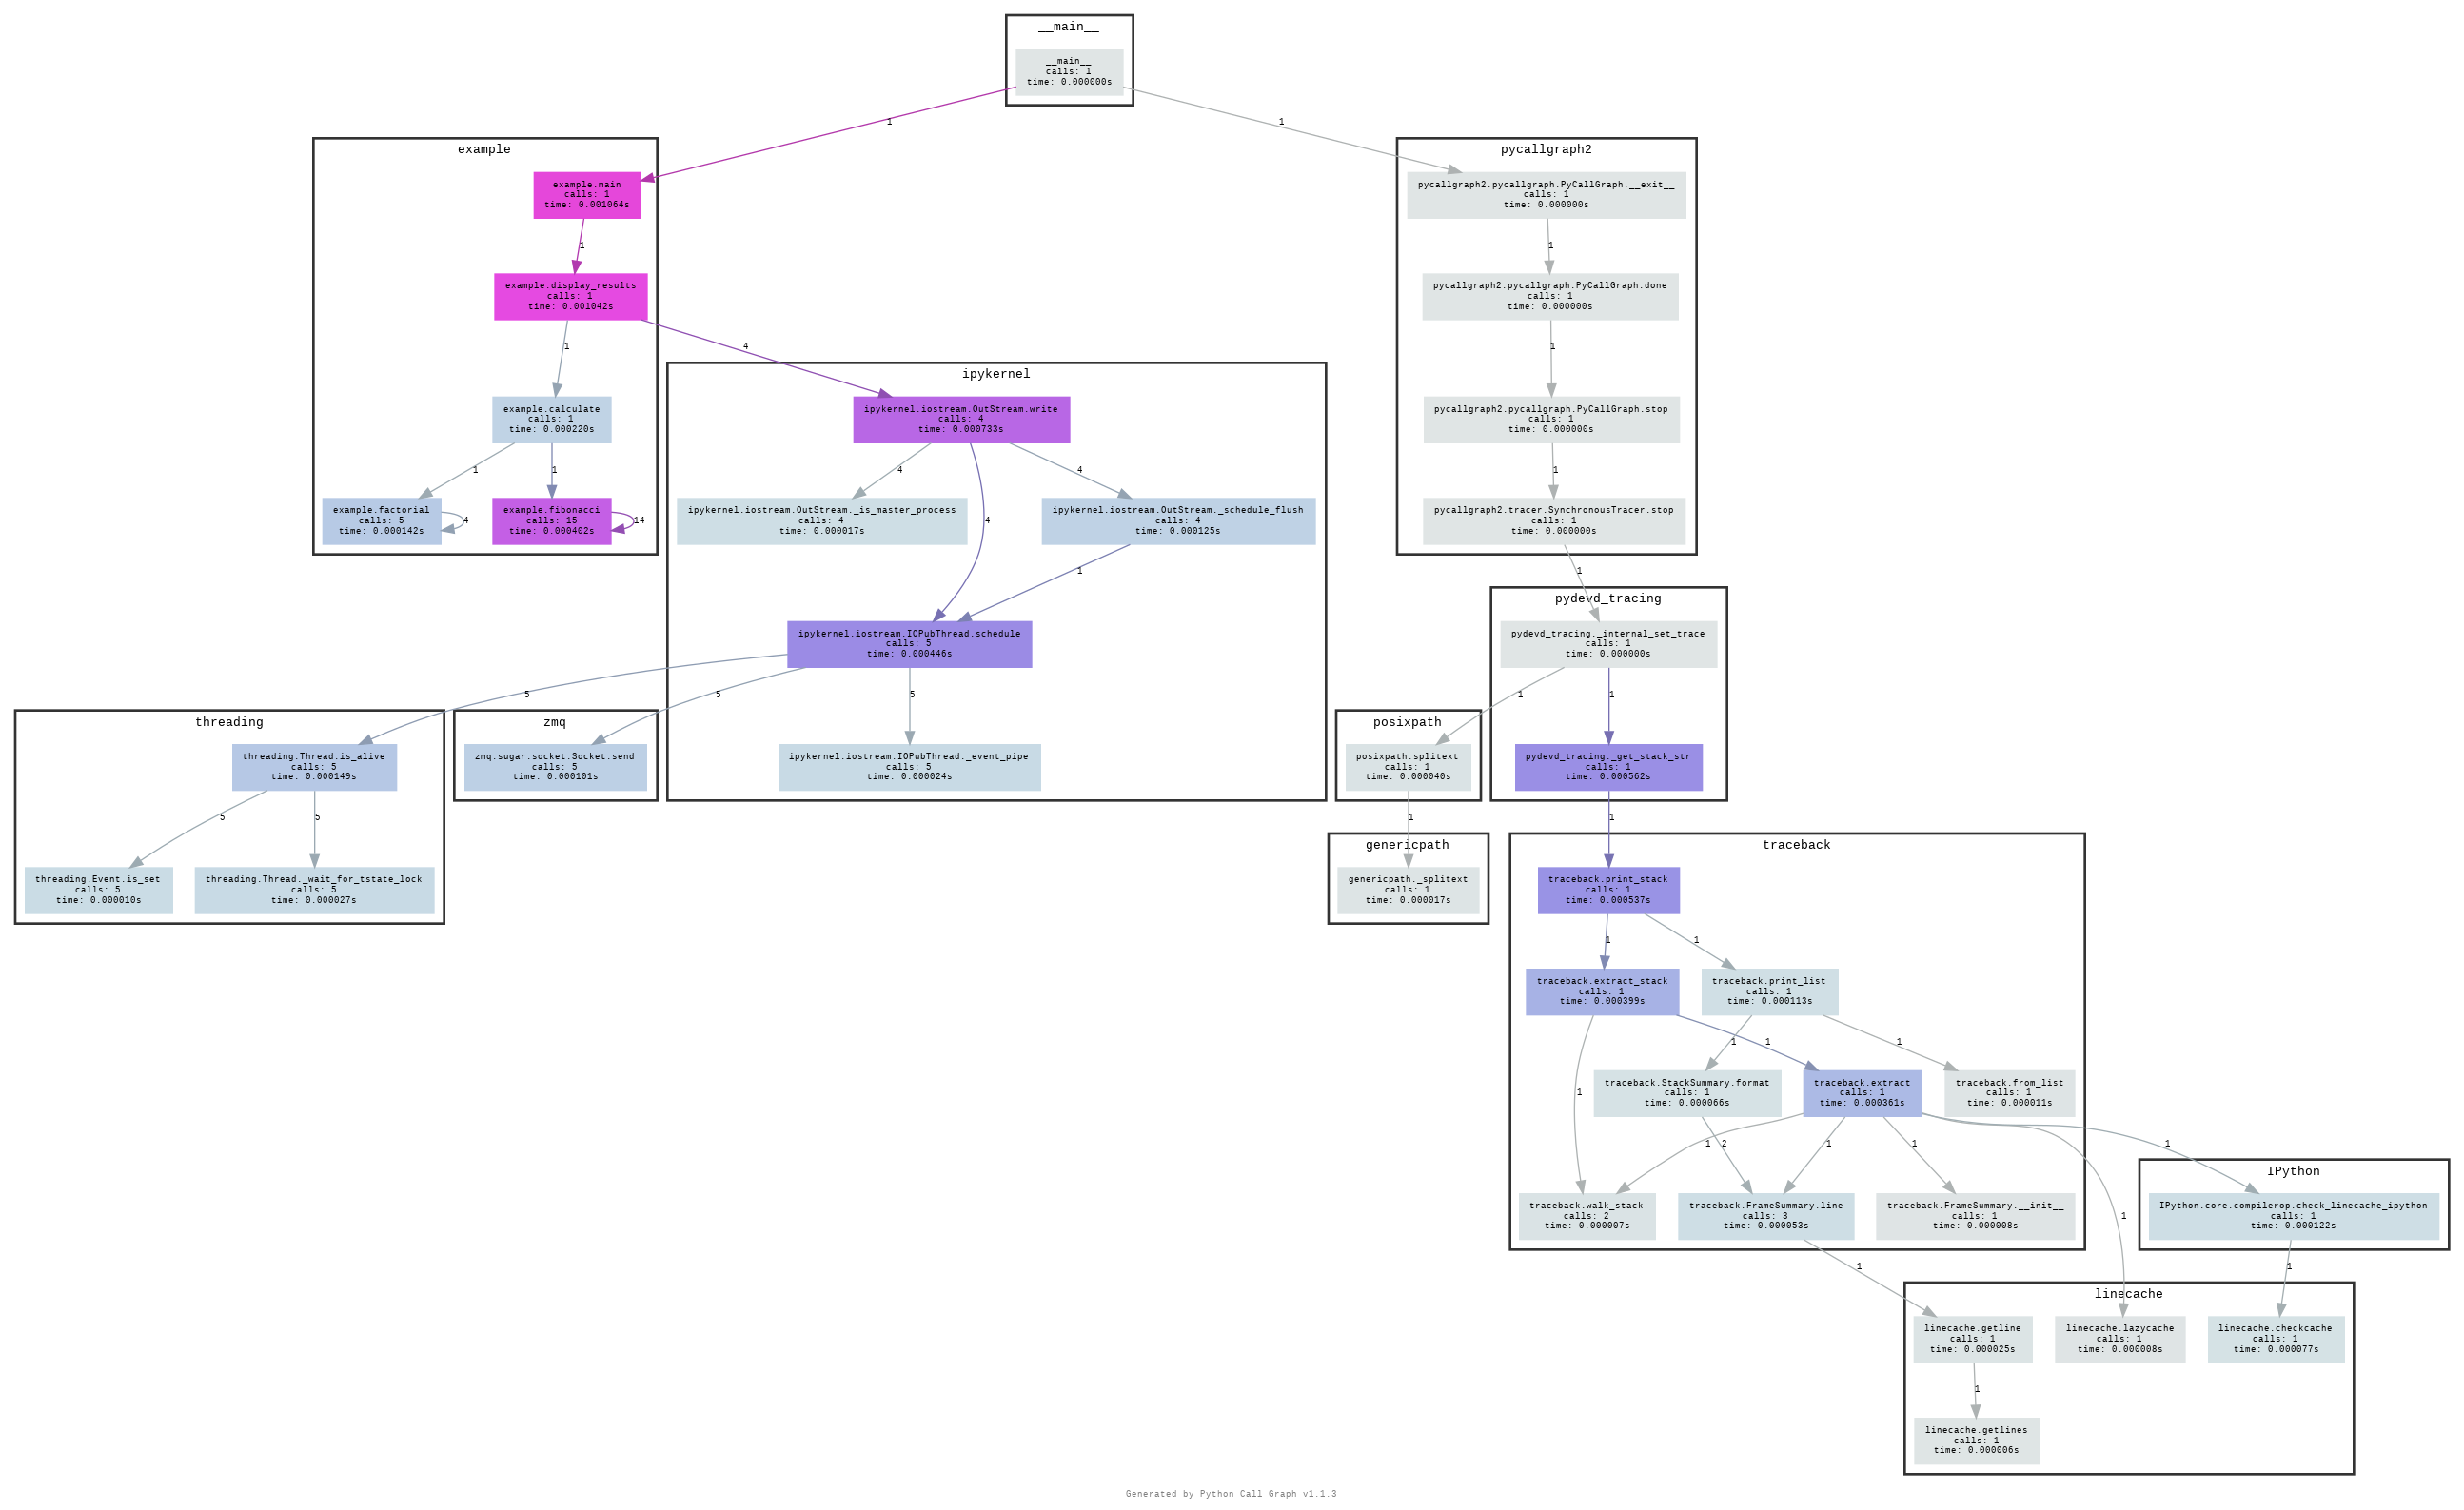 __main__
__main__
calls: 1
time: 0.000000s
1
1
example
pycallgraph2
example.main
calls: 1
time: 0.001064s
pycallgraph2.pycallgraph.PyCallGraph.__exit__
calls: 1
time: 0.000000s
1
1
example.display_results
calls: 1
time: 0.001042s
pycallgraph2.pycallgraph.PyCallGraph.done
calls: 1
time: 0.000000s
1
4
1
ipykernel
example.calculate
calls: 1
time: 0.000220s
ipykernel.iostream.OutStream.write
calls: 4
time: 0.000733s
pycallgraph2.pycallgraph.PyCallGraph.stop
calls: 1
time: 0.000000s
1
1
4
4
1
example.factorial
calls: 5
time: 0.000142s
4
example.fibonacci
calls: 15
time: 0.000402s
14
ipykernel.iostream.OutStream._is_master_process
calls: 4
time: 0.000017s
4
ipykernel.iostream.OutStream._schedule_flush
calls: 4
time: 0.000125s
pycallgraph2.tracer.SynchronousTracer.stop
calls: 1
time: 0.000000s
1
1
pydevd_tracing
ipykernel.iostream.IOPubThread.schedule
calls: 5
time: 0.000446s
pydevd_tracing._internal_set_trace
calls: 1
time: 0.000000s
5
5
5
1
1
threading
zmq
posixpath
threading.Thread.is_alive
calls: 5
time: 0.000149s
zmq.sugar.socket.Socket.send
calls: 5
time: 0.000101s
ipykernel.iostream.IOPubThread._event_pipe
calls: 5
time: 0.000024s
posixpath.splitext
calls: 1
time: 0.000040s
pydevd_tracing._get_stack_str
calls: 1
time: 0.000562s
5
5
1
1
genericpath
traceback
threading.Event.is_set
calls: 5
time: 0.000010s
threading.Thread._wait_for_tstate_lock
calls: 5
time: 0.000027s
genericpath._splitext
calls: 1
time: 0.000017s
traceback.print_stack
calls: 1
time: 0.000537s
1
1
traceback.extract_stack
calls: 1
time: 0.000399s
traceback.print_list
calls: 1
time: 0.000113s
1
1
1
1
traceback.StackSummary.format
calls: 1
time: 0.000066s
traceback.extract
calls: 1
time: 0.000361s
traceback.from_list
calls: 1
time: 0.000011s
1
2
1
1
1
1
IPython
traceback.walk_stack
calls: 2
time: 0.000007s
traceback.FrameSummary.line
calls: 3
time: 0.000053s
traceback.FrameSummary.__init__
calls: 1
time: 0.000008s
IPython.core.compilerop.check_linecache_ipython
calls: 1
time: 0.000122s
1
1
linecache
linecache.getline
calls: 1
time: 0.000025s
linecache.lazycache
calls: 1
time: 0.000008s
linecache.checkcache
calls: 1
time: 0.000077s
1
linecache.getlines
calls: 1
time: 0.000006s
Generated by Python Call Graph v1.1.3